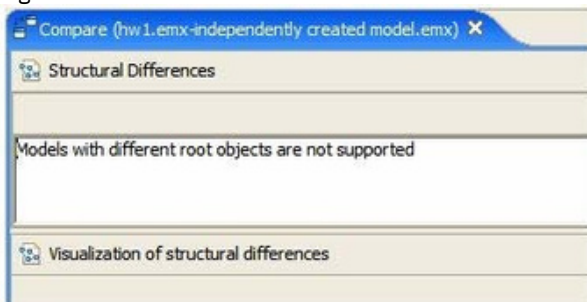 Compare (hw1.emx-independently created model.emx)
Structural Differences
Models with different root objects are not supported
Visualization of structural differences